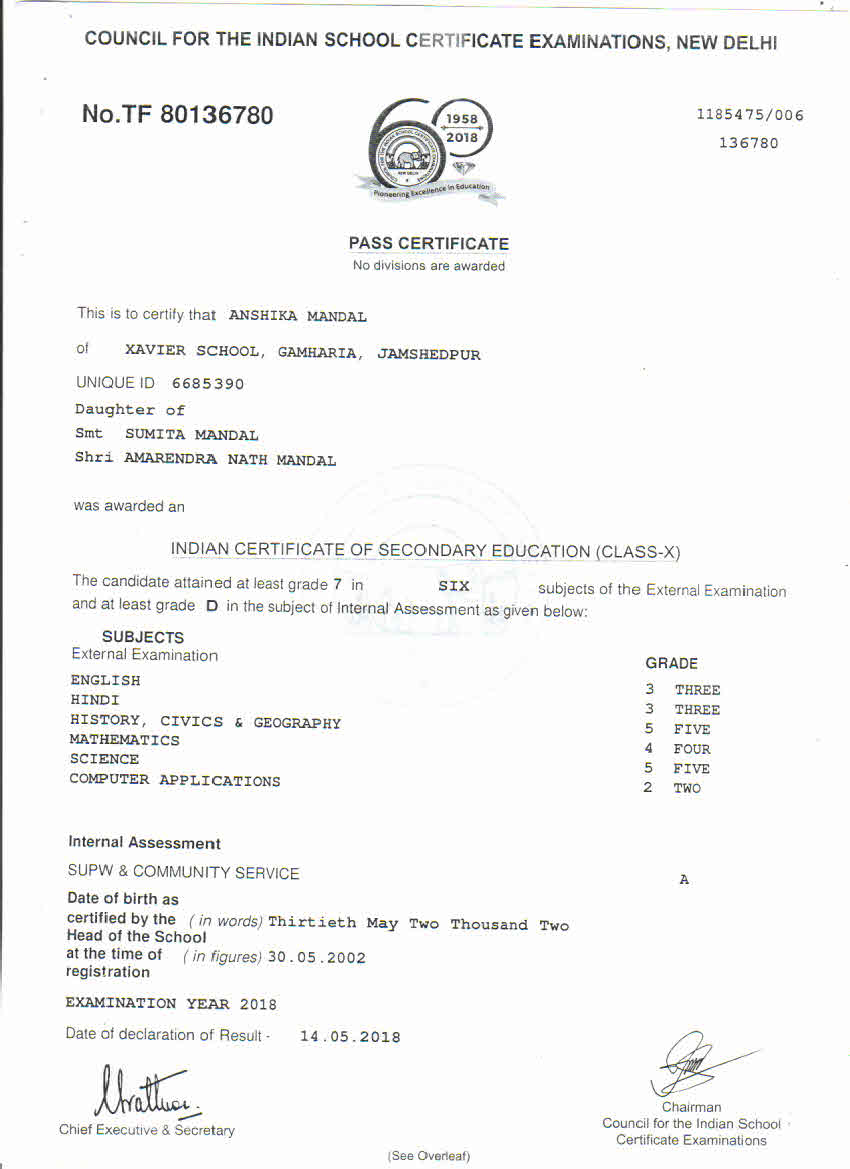 COUNCIL FOR THE INDIAN SCHOOL CERTIFICATE EXAMINATIONS, NEW DELHI
No.TF 80136780
1185475/006
136780
1958
2018
COUNCIL FOR THE INDIAN SCHOOL CERTIFICATE EXAMINATIONS
NEW DELHI
Pioneering Excellence in Education
PASS CERTIFICATE
No divisions are awarded
This is to certify that ANSHIKA MANDAL
of XAVIER SCHOOL, GAMHARIA, JAMSHEDPUR
UNIQUE ID 6685390
Daughter of
Smt SUMITA MANDAL
Shri AMARENDRA NATH MANDAL
was awarded an
INDIAN CERTIFICATE OF SECONDARY EDUCATION (CLASS-X)
The candidate attained at least grade 7 in SIX subjects of the External Examination
and at least grade D in the subject of Internal Assessment as given below:
SUBJECTS
External Examination GRADE
ENGLISH 3 THREE
HINDI 3 THREE
HISTORY, CIVICS & GEOGRAPHY 5 FIVE
MATHEMATICS 4 FOUR
SCIENCE 5 FIVE
COMPUTER APPLICATIONS 2 TWO
Internal Assessment
SUPW & COMMUNITY SERVICE A
Date of birth as
certified by the (in words) Thirtieth May Two Thousand Two
Head of the School
at the time of (in figures) 30.05.2002
registration
EXAMINATION YEAR 2018
Date of declaration of Result - 14.05.2018
Chief Executive & Secretary
Chairman
Council for the Indian School
Certificate Examinations
(See Overleaf)